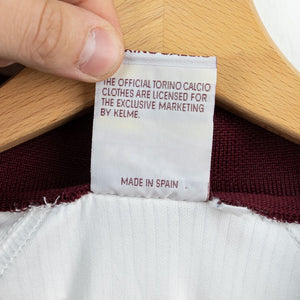 THE OFFICIAL TORINO CALCIO
CLOTHES ARE LICENSED FOR
THE EXCLUSIVE MARKETING
BY KELME.
MADE IN SPAIN